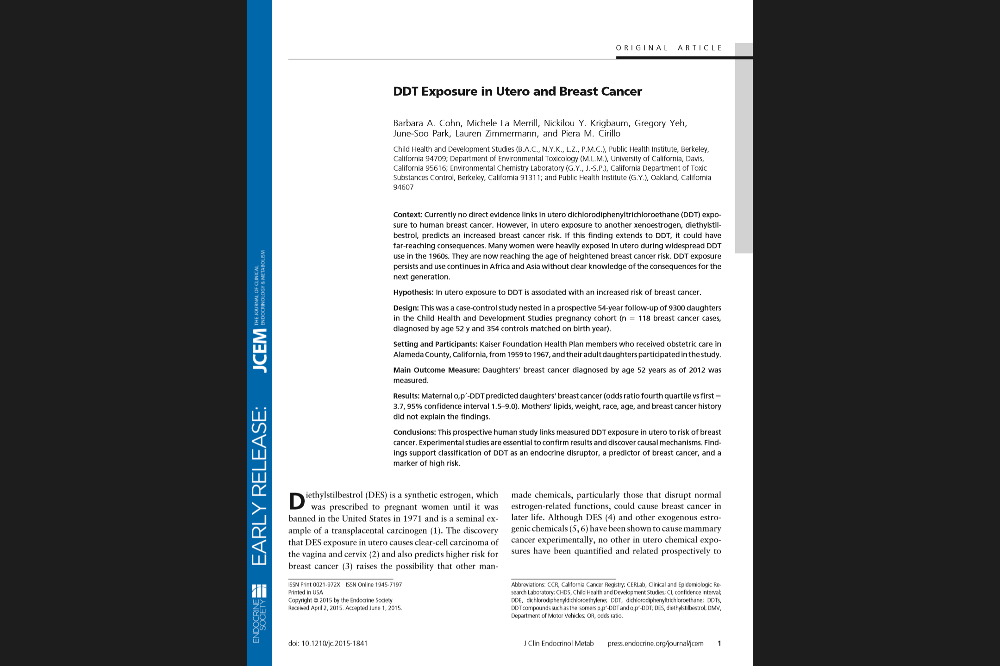 ORIGINAL ARTICLE
DDT Exposure in Utero and Breast Cancer
Barbara A. Cohn, Michele La Merrill, Nickilou Y. Krigbaum, Gregory Yeh,
June-Soo Park, Lauren Zimmermann, and Piera M. Cirillo
Child Health and Development Studies (B.A.C., N.Y.K., L.Z., P.M.C.), Public Health Institute, Berkeley,
California 94709; Department of Environmental Toxicology (M.L.M.), University of California, Davis,
California 95616; Environmental Chemistry Laboratory (G.Y., J.-S.P.), California Department of Toxic
Substances Control, Berkeley, California 91311; and Public Health Institute (G.Y.), Oakland, California
94607
Context: Currently no direct evidence links in utero dichlorodiphenyltrichloroethane (DDT) expo-
sure to human breast cancer. However, in utero exposure to another xenoestrogen, diethylstil-
bestrol, predicts an increased breast cancer risk. If this finding extends to DDT, it could have
far-reaching consequences. Many women were heavily exposed in utero during widespread DDT
use in the 1960s. They are now reaching the age of heightened breast cancer risk. DDT exposure
persists and use continues in Africa and Asia without clear knowledge of the consequences for the
next generation.
Hypothesis: In utero exposure to DDT is associated with an increased risk of breast cancer.
Design: This was a case-control study nested in a prospective 54-year follow-up of 9300 daughters
in the Child Health and Development Studies pregnancy cohort (n = 118 breast cancer cases,
diagnosed by age 52 y and 354 controls matched on birth year).
Setting and Participants: Kaiser Foundation Health Plan members who received obstetric care in
Alameda County, California, from 1959 to 1967, and their adult daughters participated in the study.
Main Outcome Measure: Daughters' breast cancer diagnosed by age 52 years as of 2012 was
measured.
Results: Maternal o,p′-DDT predicted daughters' breast cancer (odds ratio fourth quartile vs first =
3.7, 95% confidence interval 1.5–9.0). Mothers' lipids, weight, race, age, and breast cancer history
did not explain the findings.
Conclusions: This prospective human study links measured DDT exposure in utero to risk of breast
cancer. Experimental studies are essential to confirm results and discover causal mechanisms. Find-
ings support classification of DDT as an endocrine disruptor, a predictor of breast cancer, and a
marker of high risk.
Diethylstilbestrol (DES) is a synthetic estrogen, which
was prescribed to pregnant women until it was
banned in the United States in 1971 and is a seminal ex-
ample of a transplacental carcinogen (1). The discovery
that DES exposure in utero causes clear-cell carcinoma of
the vagina and cervix (2) and also predicts higher risk for
breast cancer (3) raises the possibility that other man-
made chemicals, particularly those that disrupt normal
estrogen-related functions, could cause breast cancer in
later life. Although DES (4) and other exogenous estro-
genic chemicals (5, 6) have been shown to cause mammary
cancer experimentally, no other in utero chemical expo-
sures have been quantified and related prospectively to
ISSN Print 0021-972X ISSN Online 1945-7197
Printed in USA
Copyright © 2015 by the Endocrine Society
Received April 2, 2015. Accepted June 1, 2015.
Abbreviations: CCR, California Cancer Registry; CERLab, Clinical and Epidemiologic Re-
search Laboratory; CHDS, Child Health and Development Studies; CI, confidence interval;
DDE, dichlorodiphenyldichloroethylene; DDT, dichlorodiphenyltrichloroethane; DDTs,
DDT compounds such as the isomers p,p′-DDT and o,p′-DDT; DES, diethylstilbestrol; DMV,
Department of Motor Vehicles; OR, odds ratio.
doi: 10.1210/jc.2015-1841
J Clin Endocrinol Metab press.endocrine.org/journal/jcem 1
ENDOCRINE
SOCIETY
EARLY RELEASE:
JCEM
THE JOURNAL OF CLINICAL
ENDOCRINOLOGY & METABOLISM